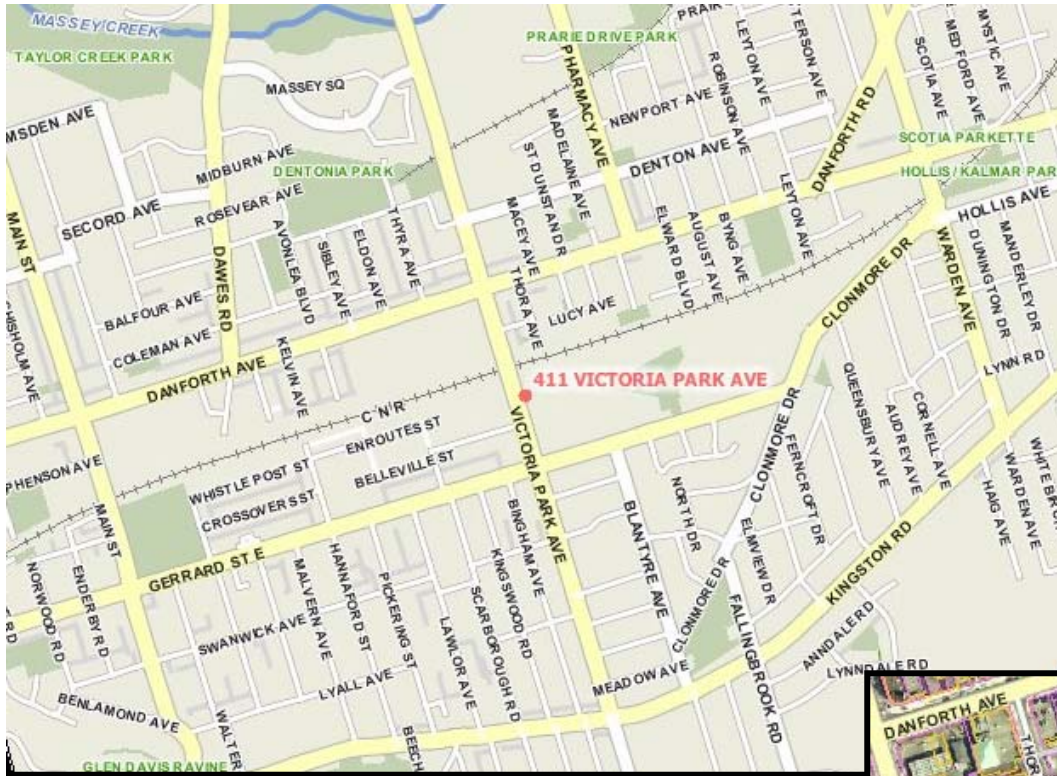 MASSEY CREEK
TAYLOR CREEK PARK
MASSEY SQ
PRARIE DRIVE PARK
PHARMACY AVE
NEWPORT AVE
ROBINSON AVE
LEYTON AVE
TERSON AVE
SCOTIA AVE
MEDFORD AVE
MYSTIC AVE
DANFORTH RD
SCOTIA PARKETTE
HOLLIS / KALMAR PAR
HOLLIS AVE
MSDEN AVE
MIDBURN AVE
DENTONIA PARK
SECORD AVE
ROSEVEAR AVE
MAIN ST
DAWES RD
AVONLEA BLVD
SIBLEY AVE
ELDON AVE
THYRA AVE
MACEY AVE
ST DUNSTAN DR
MADELAINE AVE
DENTON AVE
ELWARD BLVD
AUGUST AVE
BYNG AVE
LEYTON AVE
THORA AVE
LUCY AVE
CLONMORE DR
WARDEN AVE
DUNINGTON DR
MANDERLEY DR
LYNN RD
CHISHOLM AVE
BALFOUR AVE
COLEMAN AVE
DANFORTH AVE
KELVIN AVE
C N R
411 VICTORIA PARK AVE
VICTORIA PARK AVE
ENROUTES ST
WHISTLE POST ST
BELLEVILLE ST
CROSSOVERS ST
PHENSON AVE
MAIN ST
GERRARD ST E
NORWOOD RD
ENDERBY RD
MALVERN AVE
HANNAFORD ST
PICKERING ST
SWANWICK AVE
LYALL AVE
LAWLOR AVE
SCARBOROUGH RD
KINGSWOOD RD
BINGHAM AVE
BLANTYRE AVE
NORTH DR
CLONMORE DR
CLONMORE DR
ELMVIEW DR
FERNCROFT DR
QUEENSBURY AVE
AUDREY AVE
CORNELL AVE
HAIG AVE
WARDEN AVE
KINGSTON RD
FALLINGBROOK RD
MEADOW AVE
ANNDALE RD
LYNNDALE RD
BENLAMOND AVE
WALTER
BEECH
GLEN DAVIS RAVINE
DANFORTH AVE
THOR